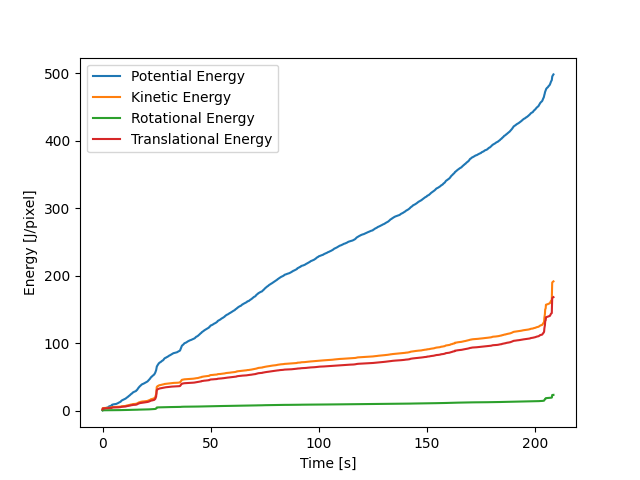 Potential Energy
Kinetic Energy
Rotational Energy
Translational Energy
Energy [J/pixel]
500
400
300
200
100
0
0 50 100 150 200
Time [s]